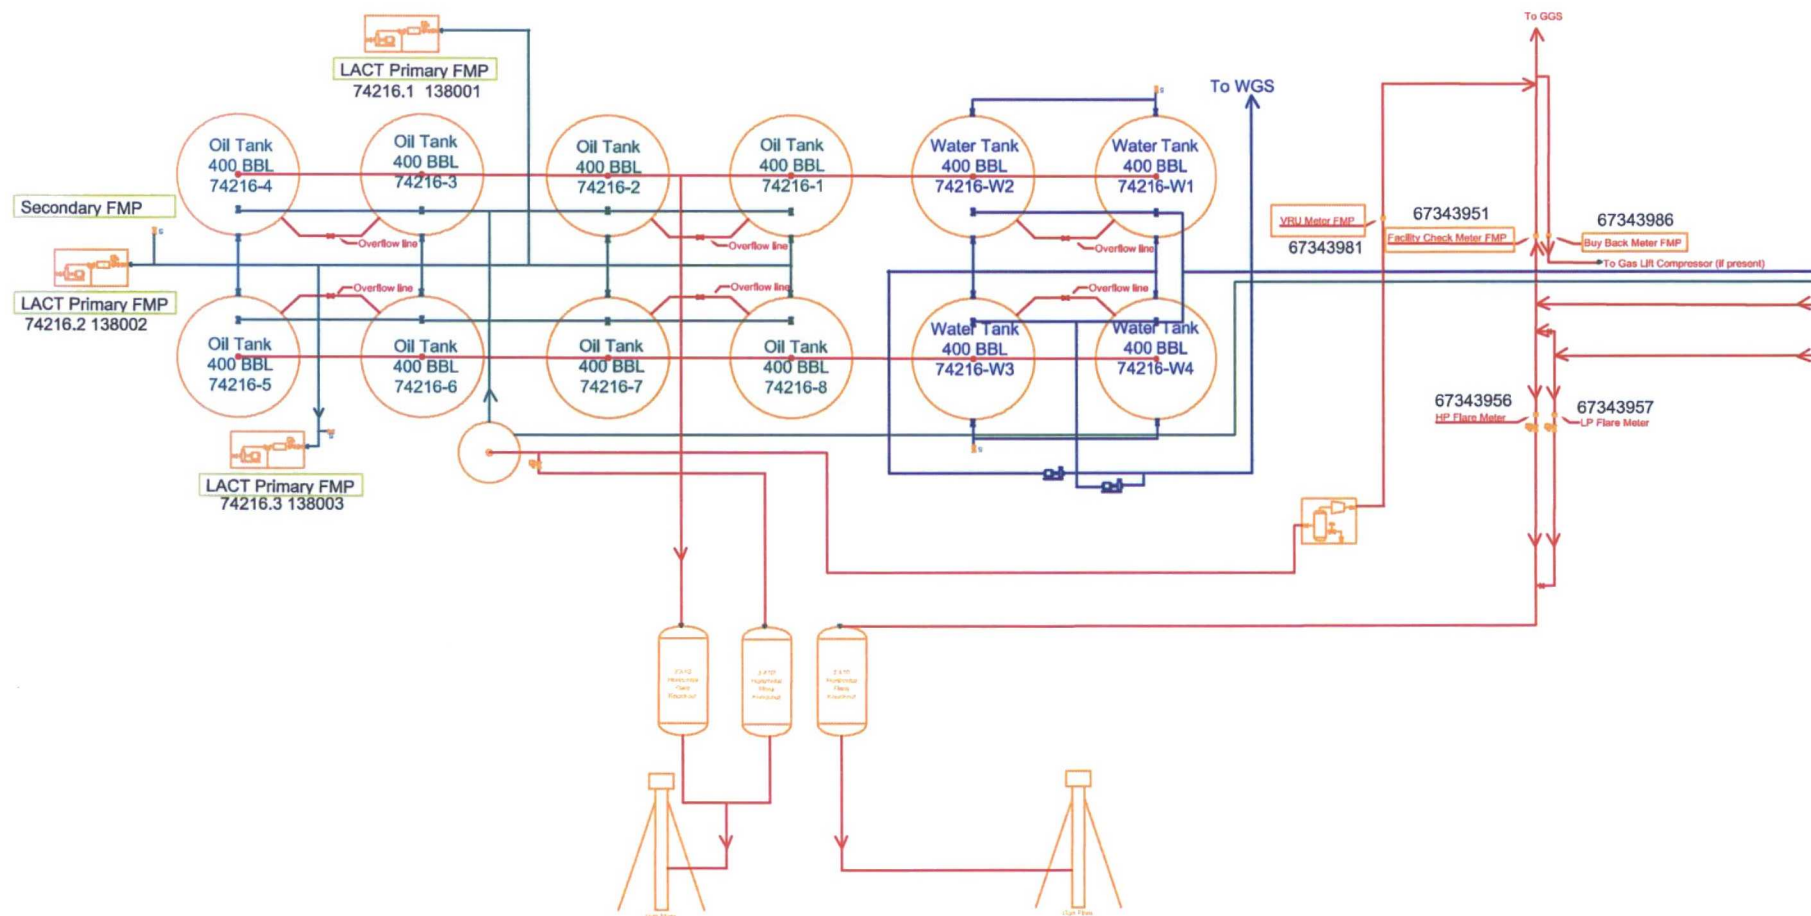 To GGS
LACT Primary FMP
74216.1 138001
To WGS
Oil Tank
400 BBL
74216-4
Oil Tank
400 BBL
74216-3
Oil Tank
400 BBL
74216-2
Oil Tank
400 BBL
74216-1
Water Tank
400 BBL
74216-W2
Water Tank
400 BBL
74216-W1
Secondary FMP
VRU Meter FMP
67343981
67343951
Facility Check Meter FMP
67343986
Buy Back Meter FMP
To Gas Lift Compressor (if present)
Overflow line
Overflow line
Overflow line
LACT Primary FMP
74216.2 138002
Overflow line
Overflow line
Overflow line
Oil Tank
400 BBL
74216-5
Oil Tank
400 BBL
74216-6
Oil Tank
400 BBL
74216-7
Oil Tank
400 BBL
74216-8
Water Tank
400 BBL
74216-W3
Water Tank
400 BBL
74216-W4
67343956
HP Flare Meter
67343957
LP Flare Meter
LACT Primary FMP
74216.3 138003